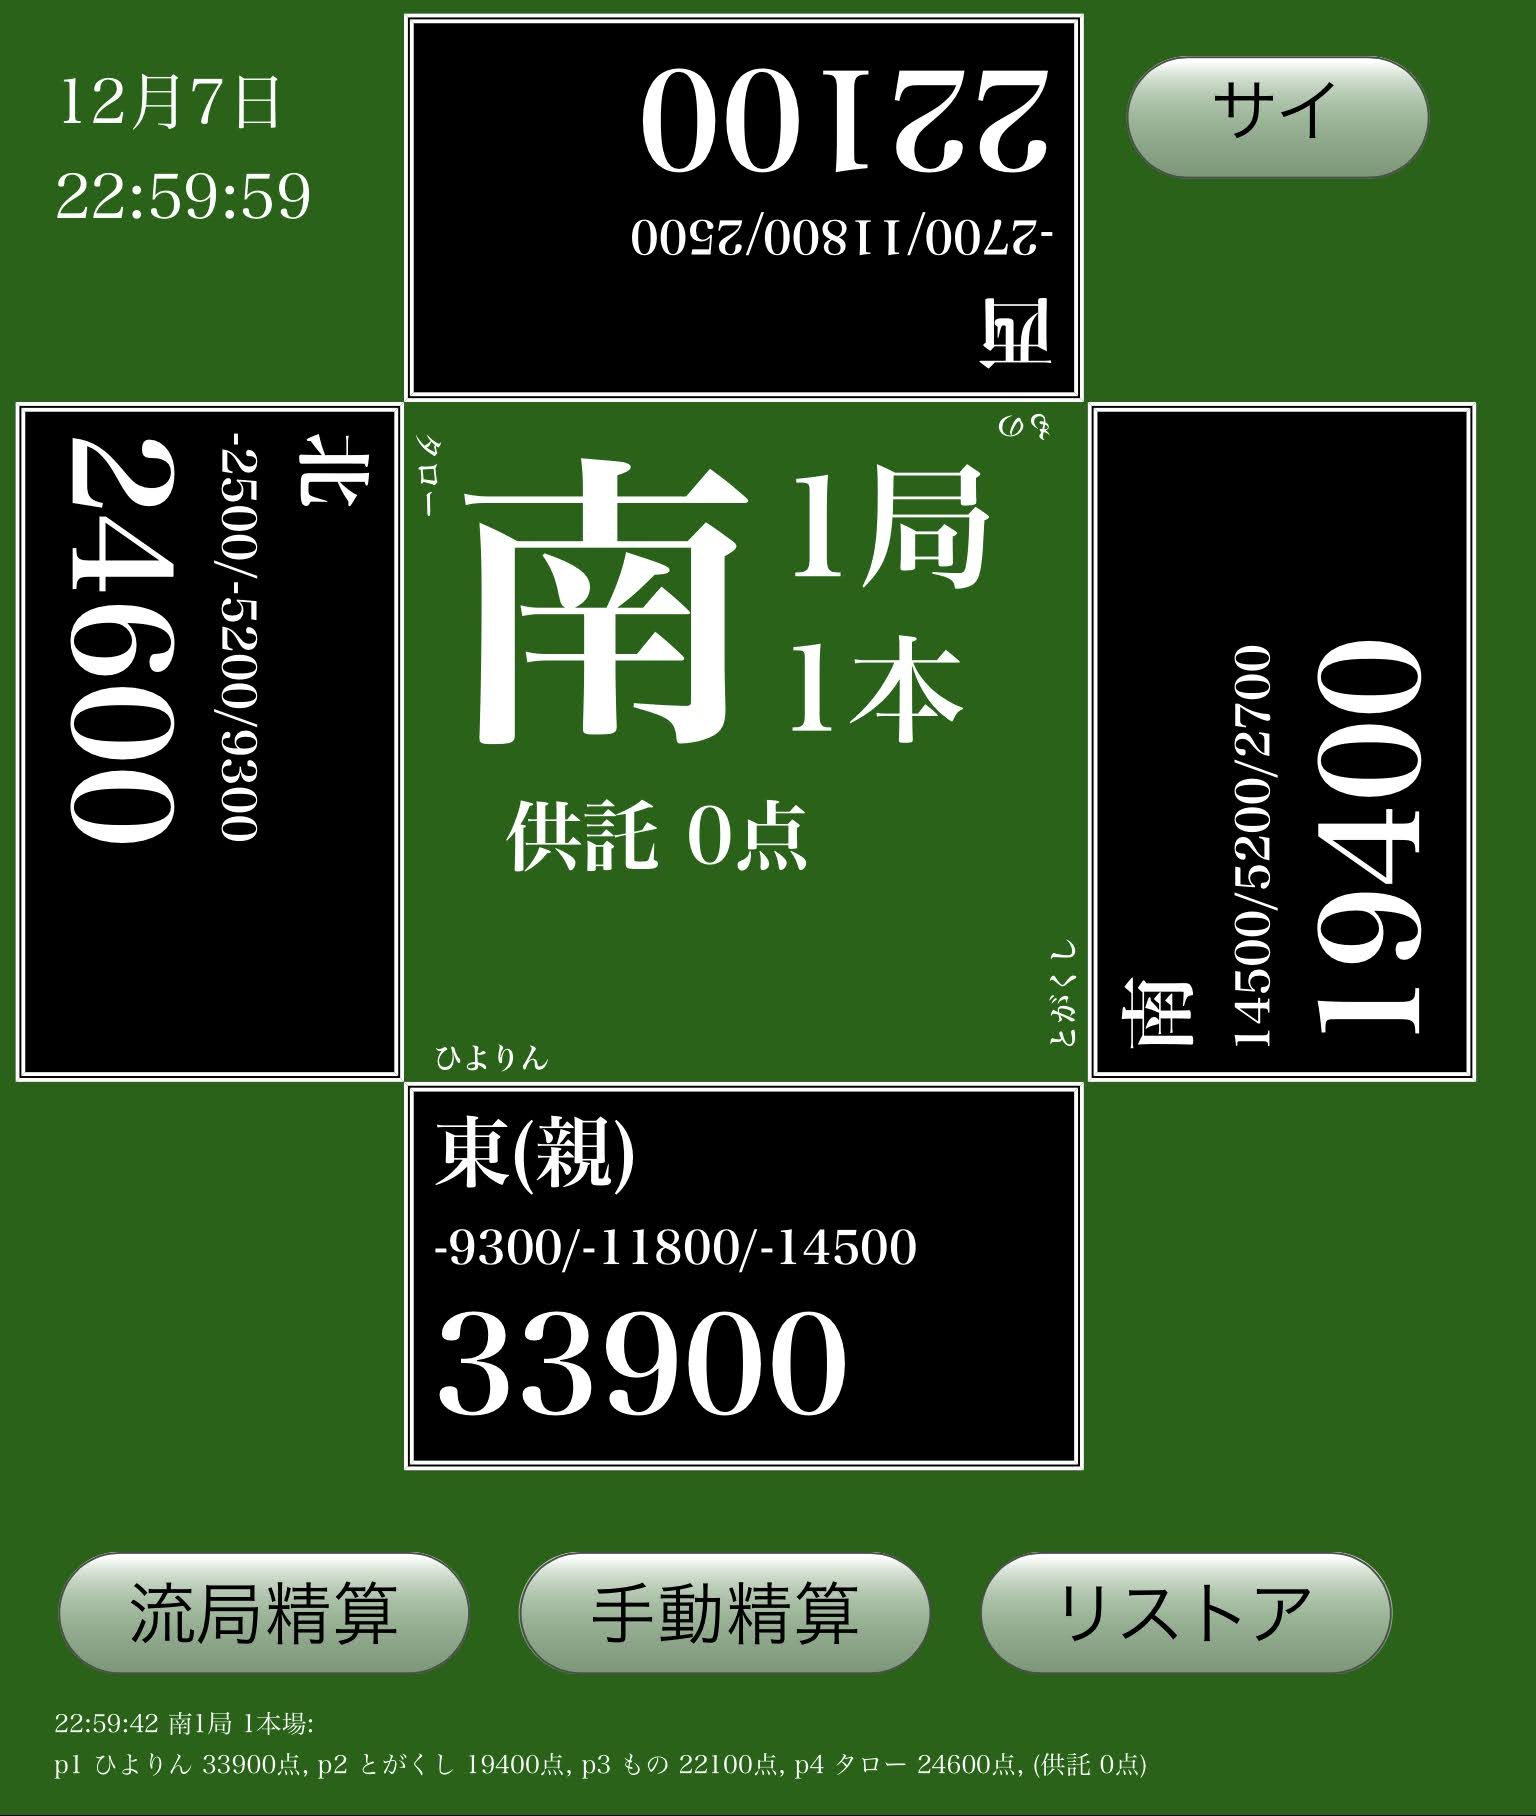 12月7日
22:59:59
22100
-2700/11800/2500
西
サイ
北
-2500/-5200/9300
24600
タロー
もの
南
1局
1本
供託 0点
とがくし
ひよりん
南
14500/5200/2700
19400
東(親)
-9300/-11800/-14500
33900
流局精算
手動精算
リストア
22:59:42 南1局 1本場:
p1 ひよりん 33900点, p2 とがくし 19400点, p3 もの 22100点, p4 タロー 24600点, (供託 0点)